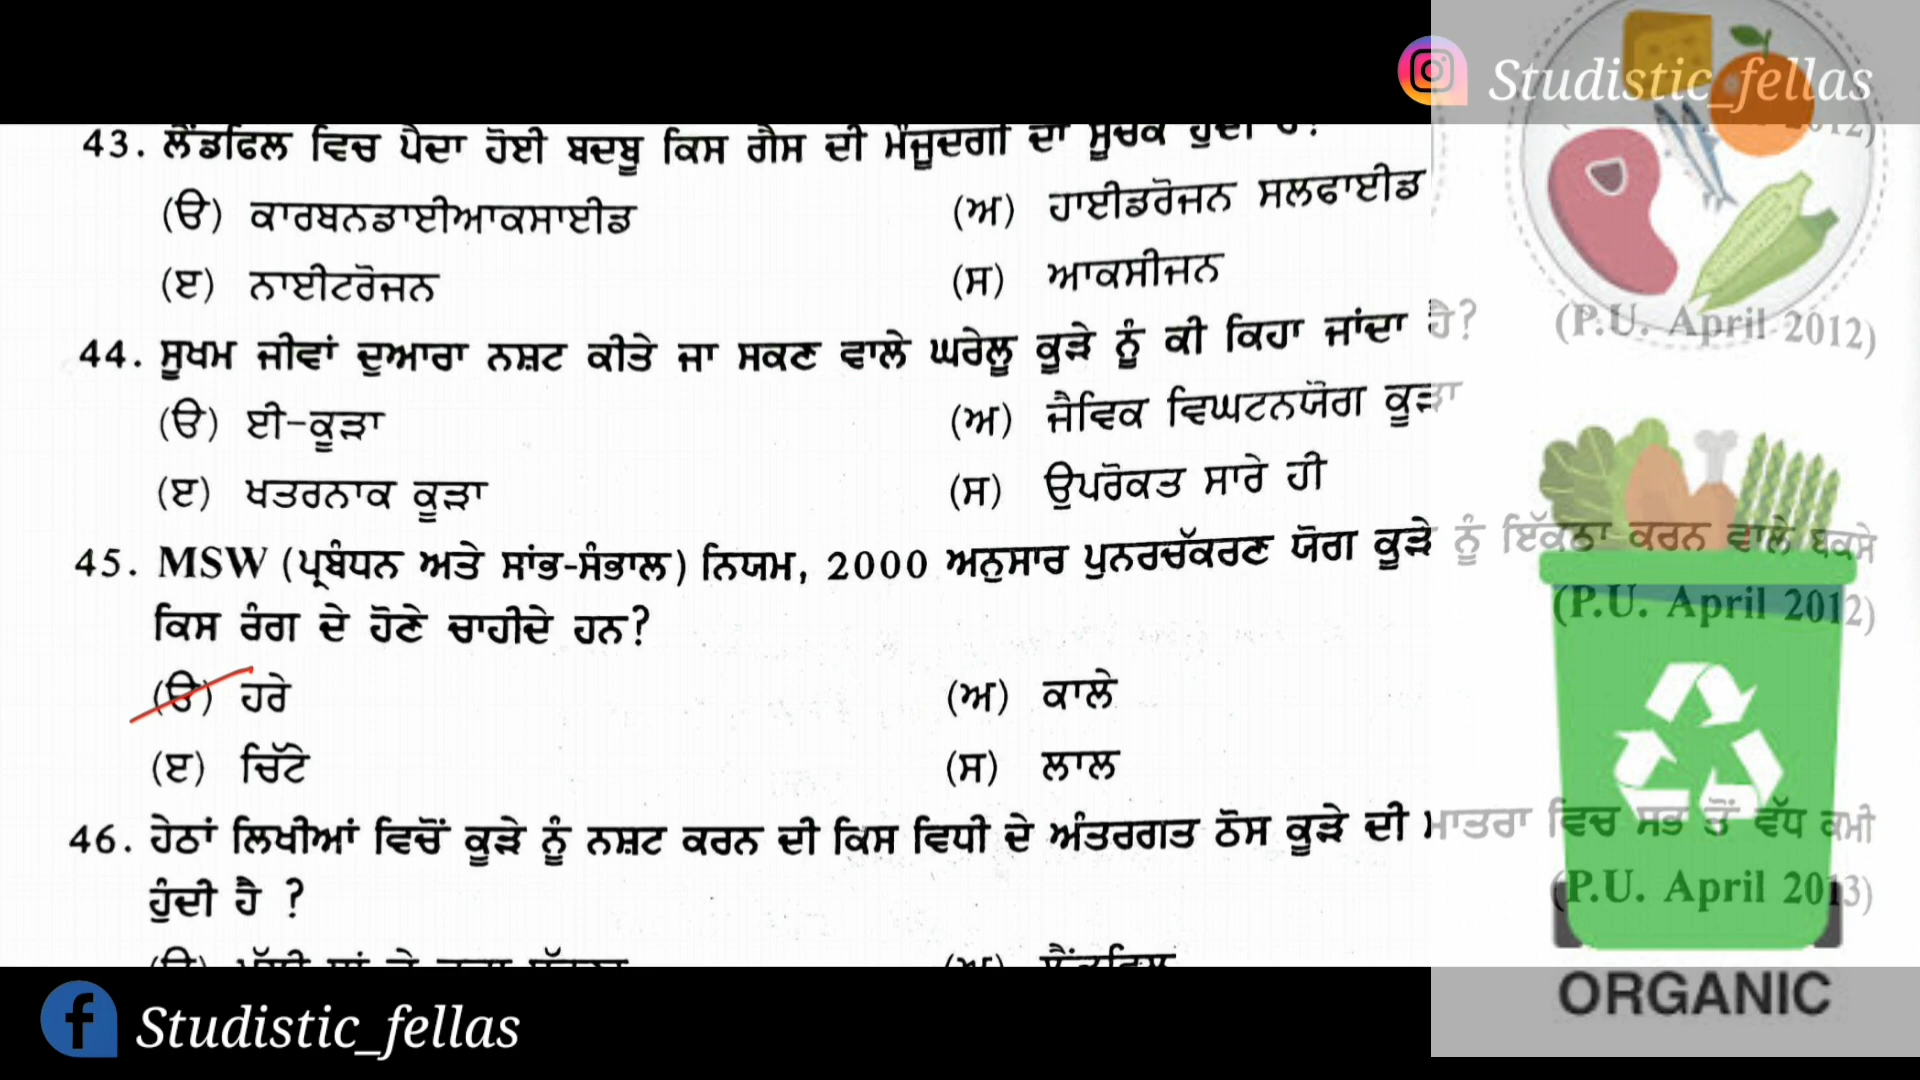 Studistic_fellas
43. ਲੈਂਡਫਿਲ ਵਿਚ ਪੈਦਾ ਹੋਈ ਬਦਬੂ ਕਿਸ ਗੈਸ ਦੀ ਮੌਜੂਦਗੀ ਦਾ ਸੂਚਕ ਹੁੰਦੀ ਹੈ?
(ੳ) ਕਾਰਬਨਡਾਈਆਕਸਾਈਡ (ਅ) ਹਾਈਡਰੋਜਨ ਸਲਫਾਈਡ
(ੲ) ਨਾਈਟਰੋਜਨ (ਸ) ਆਕਸੀਜਨ
44. ਸੂਖਮ ਜੀਵਾਂ ਦੁਆਰਾ ਨਸ਼ਟ ਕੀਤੇ ਜਾ ਸਕਣ ਵਾਲੇ ਘਰੇਲੂ ਕੂੜੇ ਨੂੰ ਕੀ ਕਿਹਾ ਜਾਂਦਾ ਹੈ? (P.U. April 2012)
(ੳ) ਈ-ਕੂੜਾ (ਅ) ਜੈਵਿਕ ਵਿਘਟਨਯੋਗ ਕੂੜਾ
(ੲ) ਖਤਰਨਾਕ ਕੂੜਾ (ਸ) ਉਪਰੋਕਤ ਸਾਰੇ ਹੀ
45. MSW (ਪ੍ਰਬੰਧਨ ਅਤੇ ਸਾਂਭ-ਸੰਭਾਲ) ਨਿਯਮ, 2000 ਅਨੁਸਾਰ ਪੁਨਰਚੱਕਰਣ ਯੋਗ ਕੂੜੇ ਨੂੰ ਇਕੱਠਾ ਕਰਨ ਵਾਲੇ ਬਕਸੇ
ਕਿਸ ਰੰਗ ਦੇ ਹੋਣੇ ਚਾਹੀਦੇ ਹਨ? (P.U. April 2012)
(ੳ) ਹਰੇ (ਅ) ਕਾਲੇ
(ੲ) ਚਿੱਟੇ (ਸ) ਲਾਲ
46. ਹੇਠਾਂ ਲਿਖੀਆਂ ਵਿਚੋਂ ਕੂੜੇ ਨੂੰ ਨਸ਼ਟ ਕਰਨ ਦੀ ਕਿਸ ਵਿਧੀ ਦੇ ਅੰਤਰਗਤ ਠੋਸ ਕੂੜੇ ਦੀ ਮਾਤਰਾ ਵਿਚ ਸਭ ਤੋਂ ਵੱਧ ਕਮੀ
ਹੁੰਦੀ ਹੈ ? (P.U. April 2013)
ORGANIC
Studistic_fellas